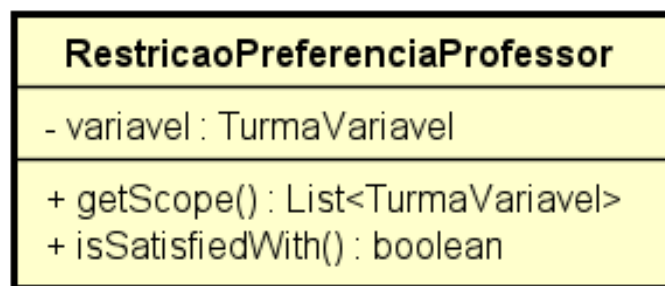 RestricaoPreferenciaProfessor
- variavel : TurmaVariavel
+ getScope() : List<TurmaVariavel>
+ isSatisfiedWith() : boolean